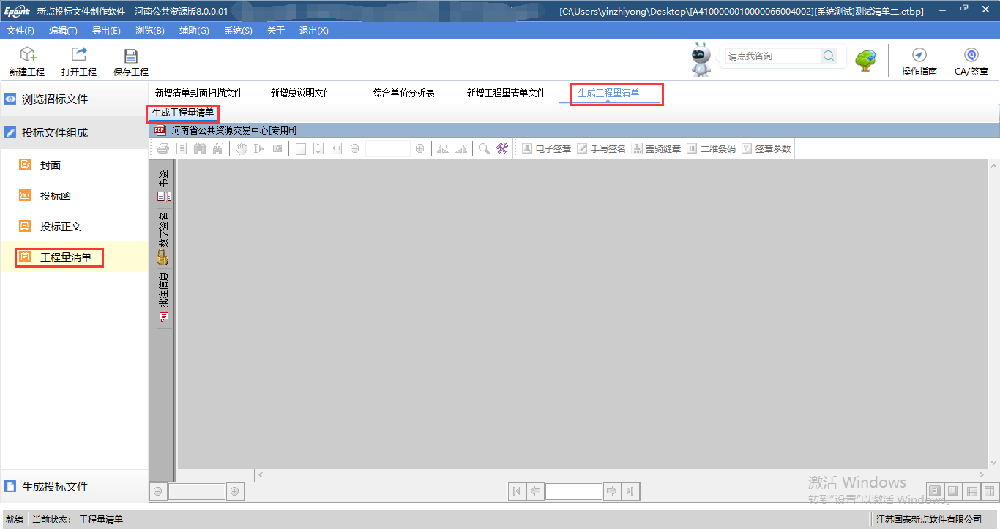 Epoint 新点投标文件制作软件—河南公共资源版8.0.0.01 [C:\Users\yinzhiyong\Desktop\[A4100000010000066004002][系统测试]测试清单二.etbp]
文件(F) 编辑(T) 导出(E) 浏览(B) 辅助(G) 系统(S) 关于 退出(X)
新建工程 打开工程 保存工程 请点我咨询 操作指南 CA/签章
浏览招标文件
投标文件组成
封面
投标函
投标正文
工程量清单
生成投标文件
新增清单封面扫描文件 新增总说明文件 综合单价分析表 新增工程量清单文件 生成工程量清单
生成工程量清单
PDF 河南省公共资源交易中心[专用H]
电子签章 手写签名 盖骑缝章 二维条码 签章参数
书签
数字签名
批注信息
激活 Windows
转到"设置"以激活 Windows。
就绪 当前状态： 工程量清单 江苏国泰新点软件有限公司